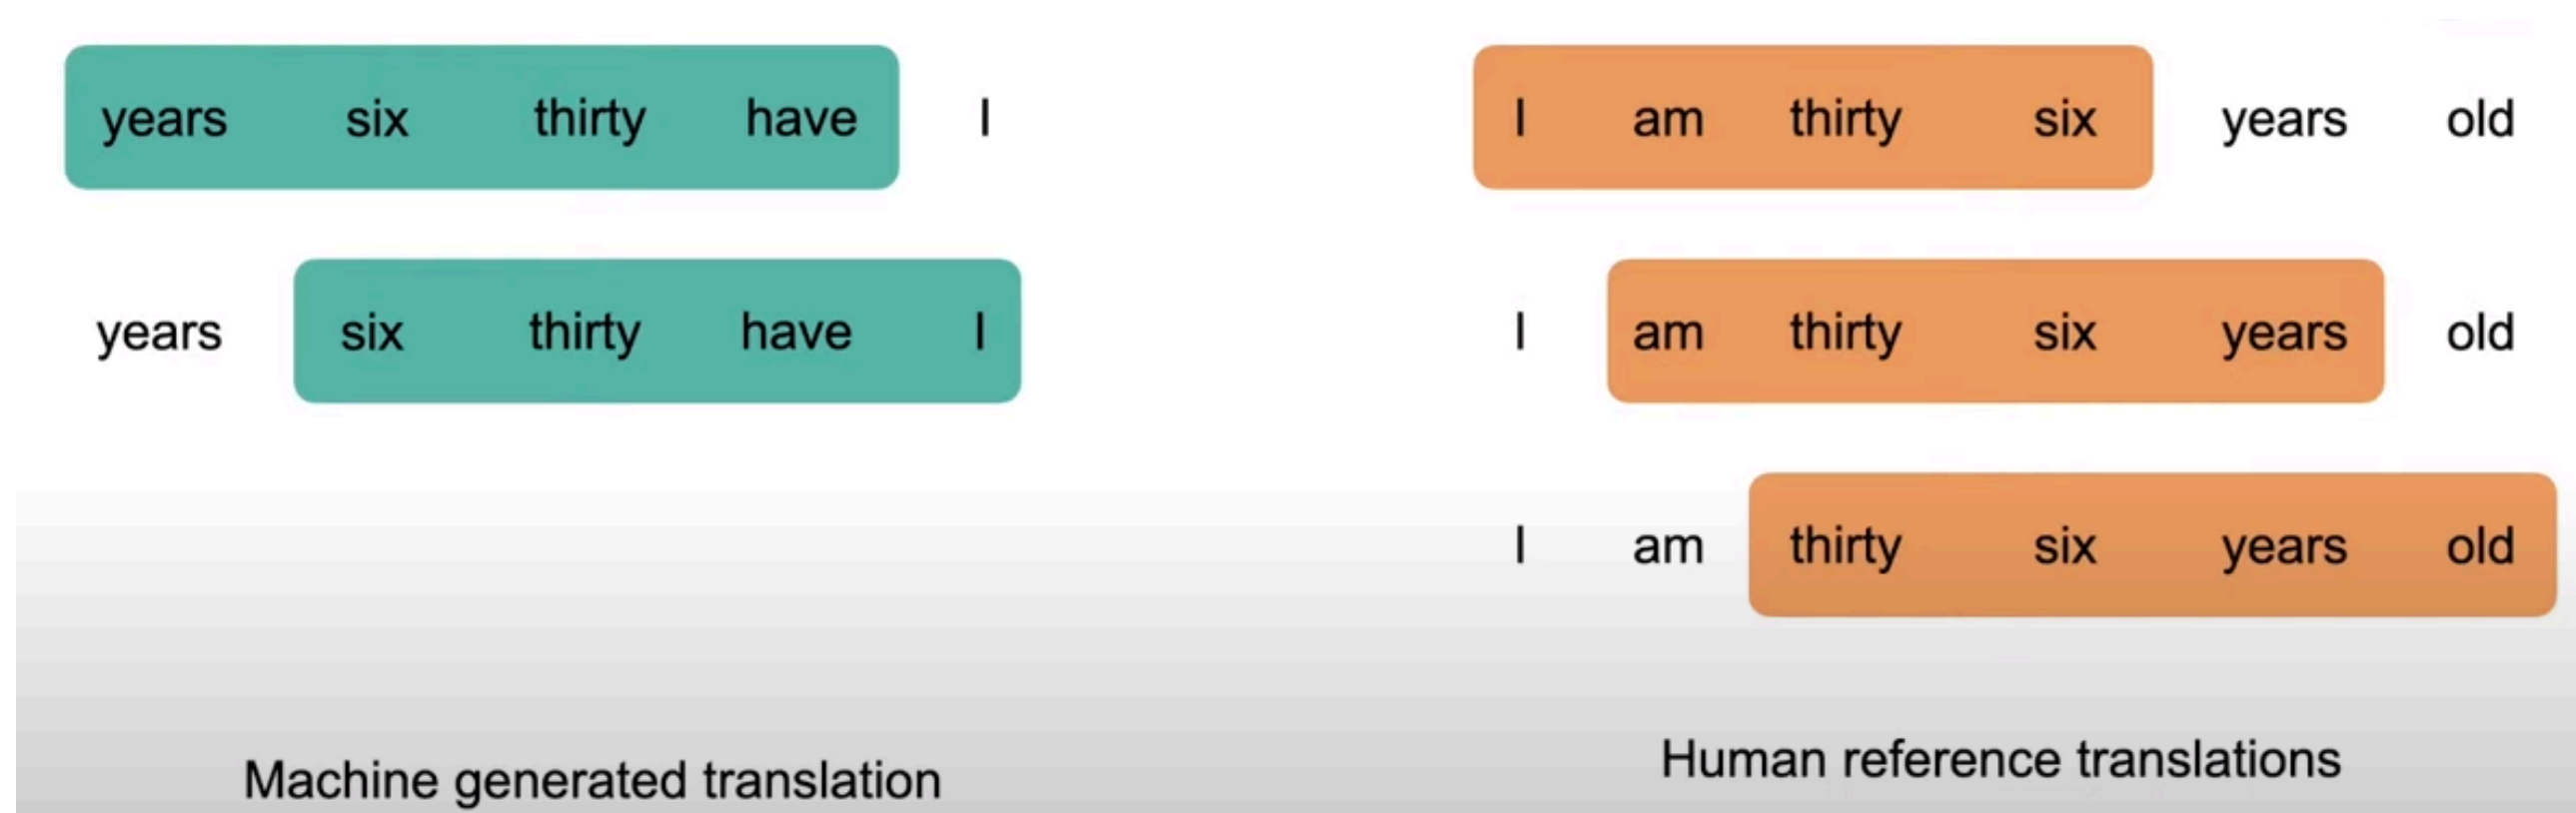 years six thirty have I
I am thirty six years old
years six thirty have I
I am thirty six years old
I am thirty six years old
Machine generated translation
Human reference translations